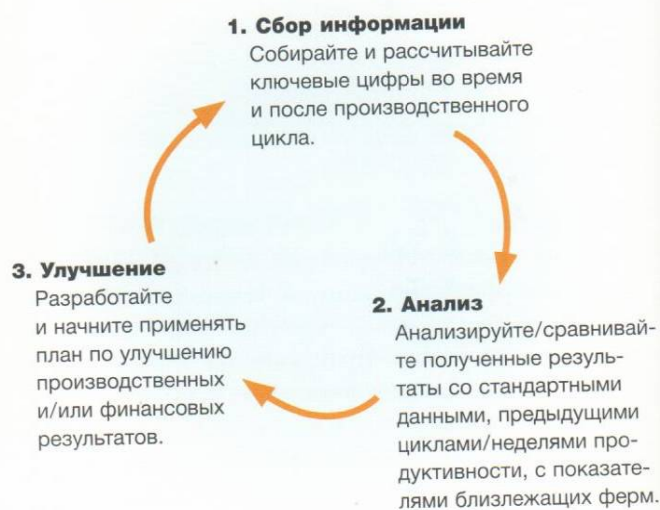 1. Сбор информации
Собирайте и рассчитывайте
ключевые цифры во время
и после производственного
цикла.
2. Анализ
Анализируйте/сравнивай-
те полученные резуль-
таты со стандартными
данными, предыдущими
циклами/неделями про-
дуктивности, с показате-
лями близлежащих ферм.
3. Улучшение
Разработайте
и начните применять
план по улучшению
производственных
и/или финансовых
результатов.